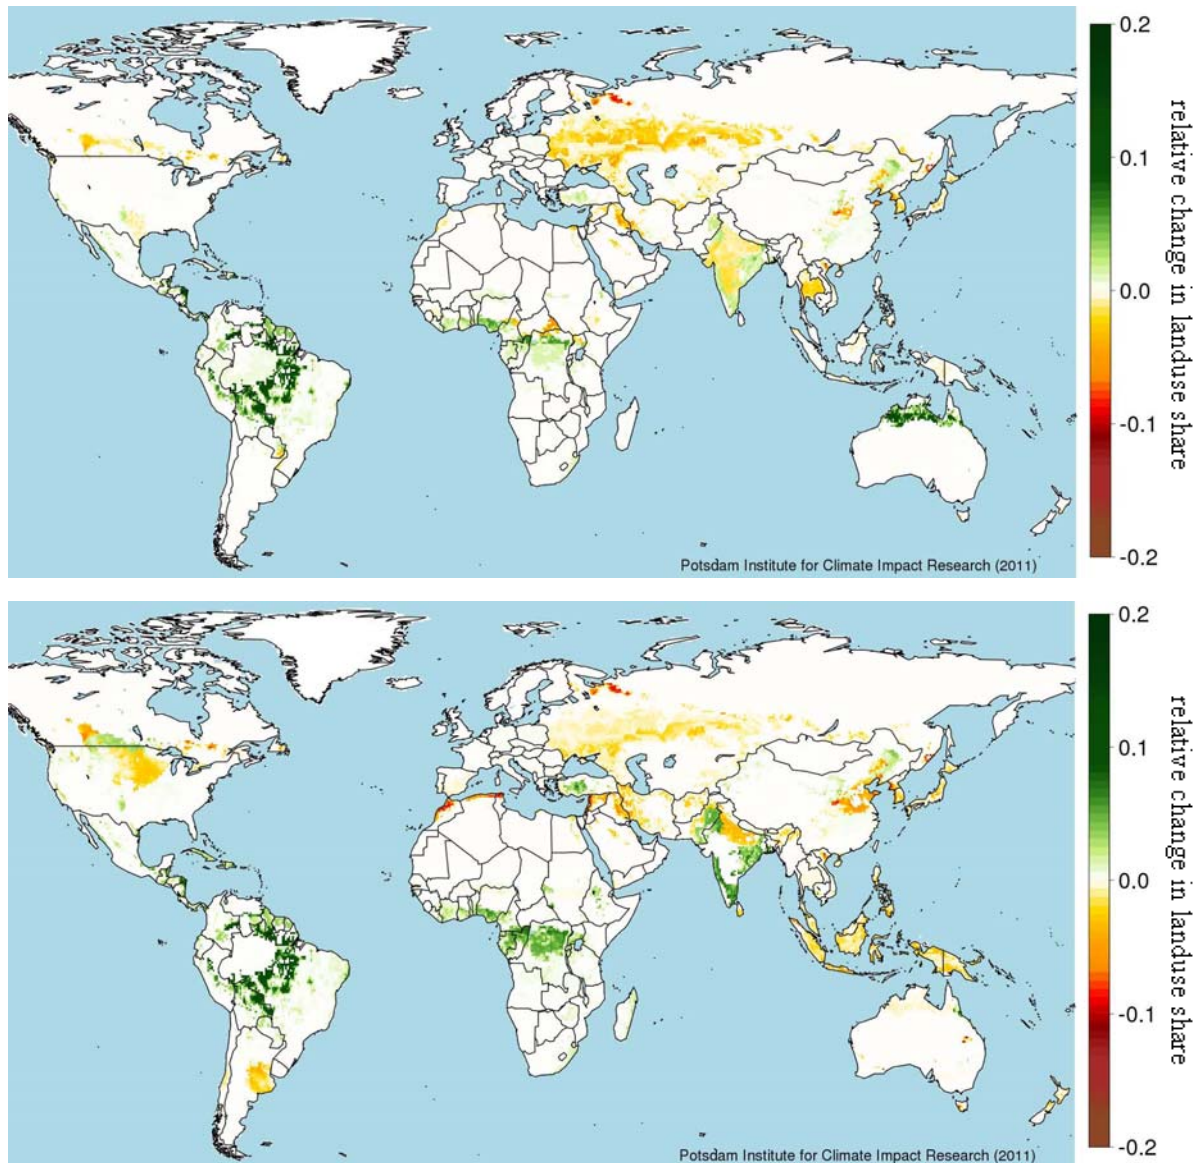 0.2
0.1
0.0
-0.1
-0.2
relative change in landuse share
Potsdam Institute for Climate Impact Research (2011)
0.2
0.1
0.0
-0.1
-0.2
relative change in landuse share
Potsdam Institute for Climate Impact Research (2011)